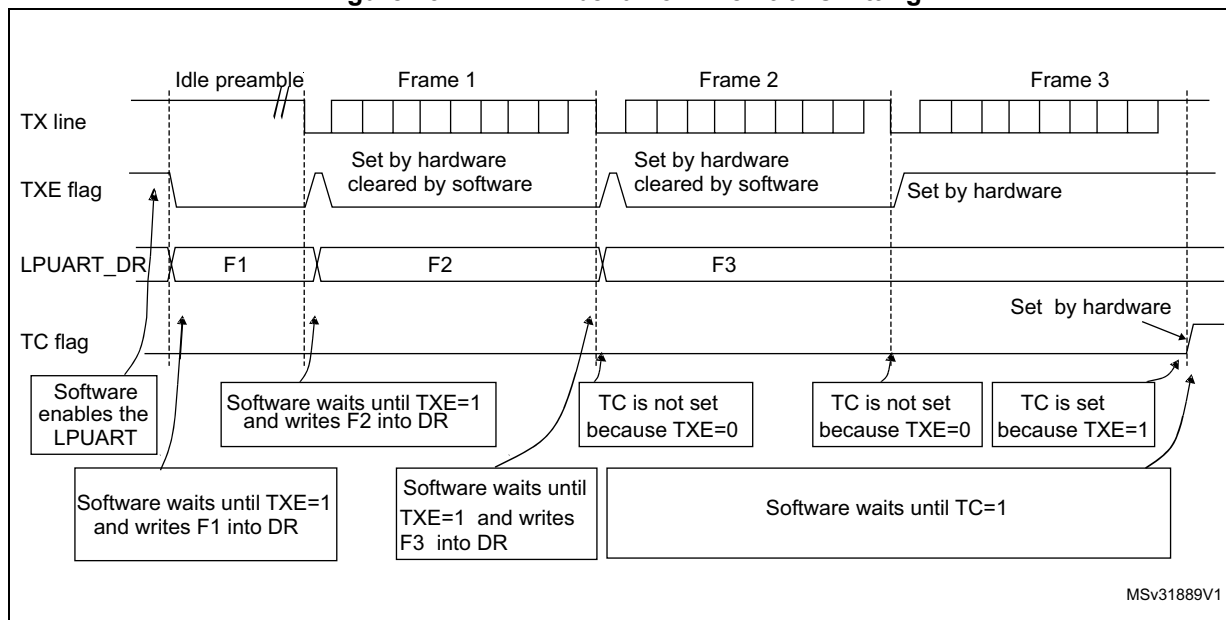 Idle preamble
Frame 1
Frame 2
Frame 3
TX line
Set by hardware
cleared by software
Set by hardware
cleared by software
TXE flag
Set by hardware
LPUART_DR
F1
F2
F3
Set by hardware
TC flag
Software
enables the
LPUART
Software waits until TXE=1
and writes F2 into DR
TC is not set
because TXE=0
TC is not set
because TXE=0
TC is set
because TXE=1
Software waits until TXE=1
and writes F1 into DR
Software waits until
TXE=1 and writes
F3 into DR
Software waits until TC=1
MSv31889V1